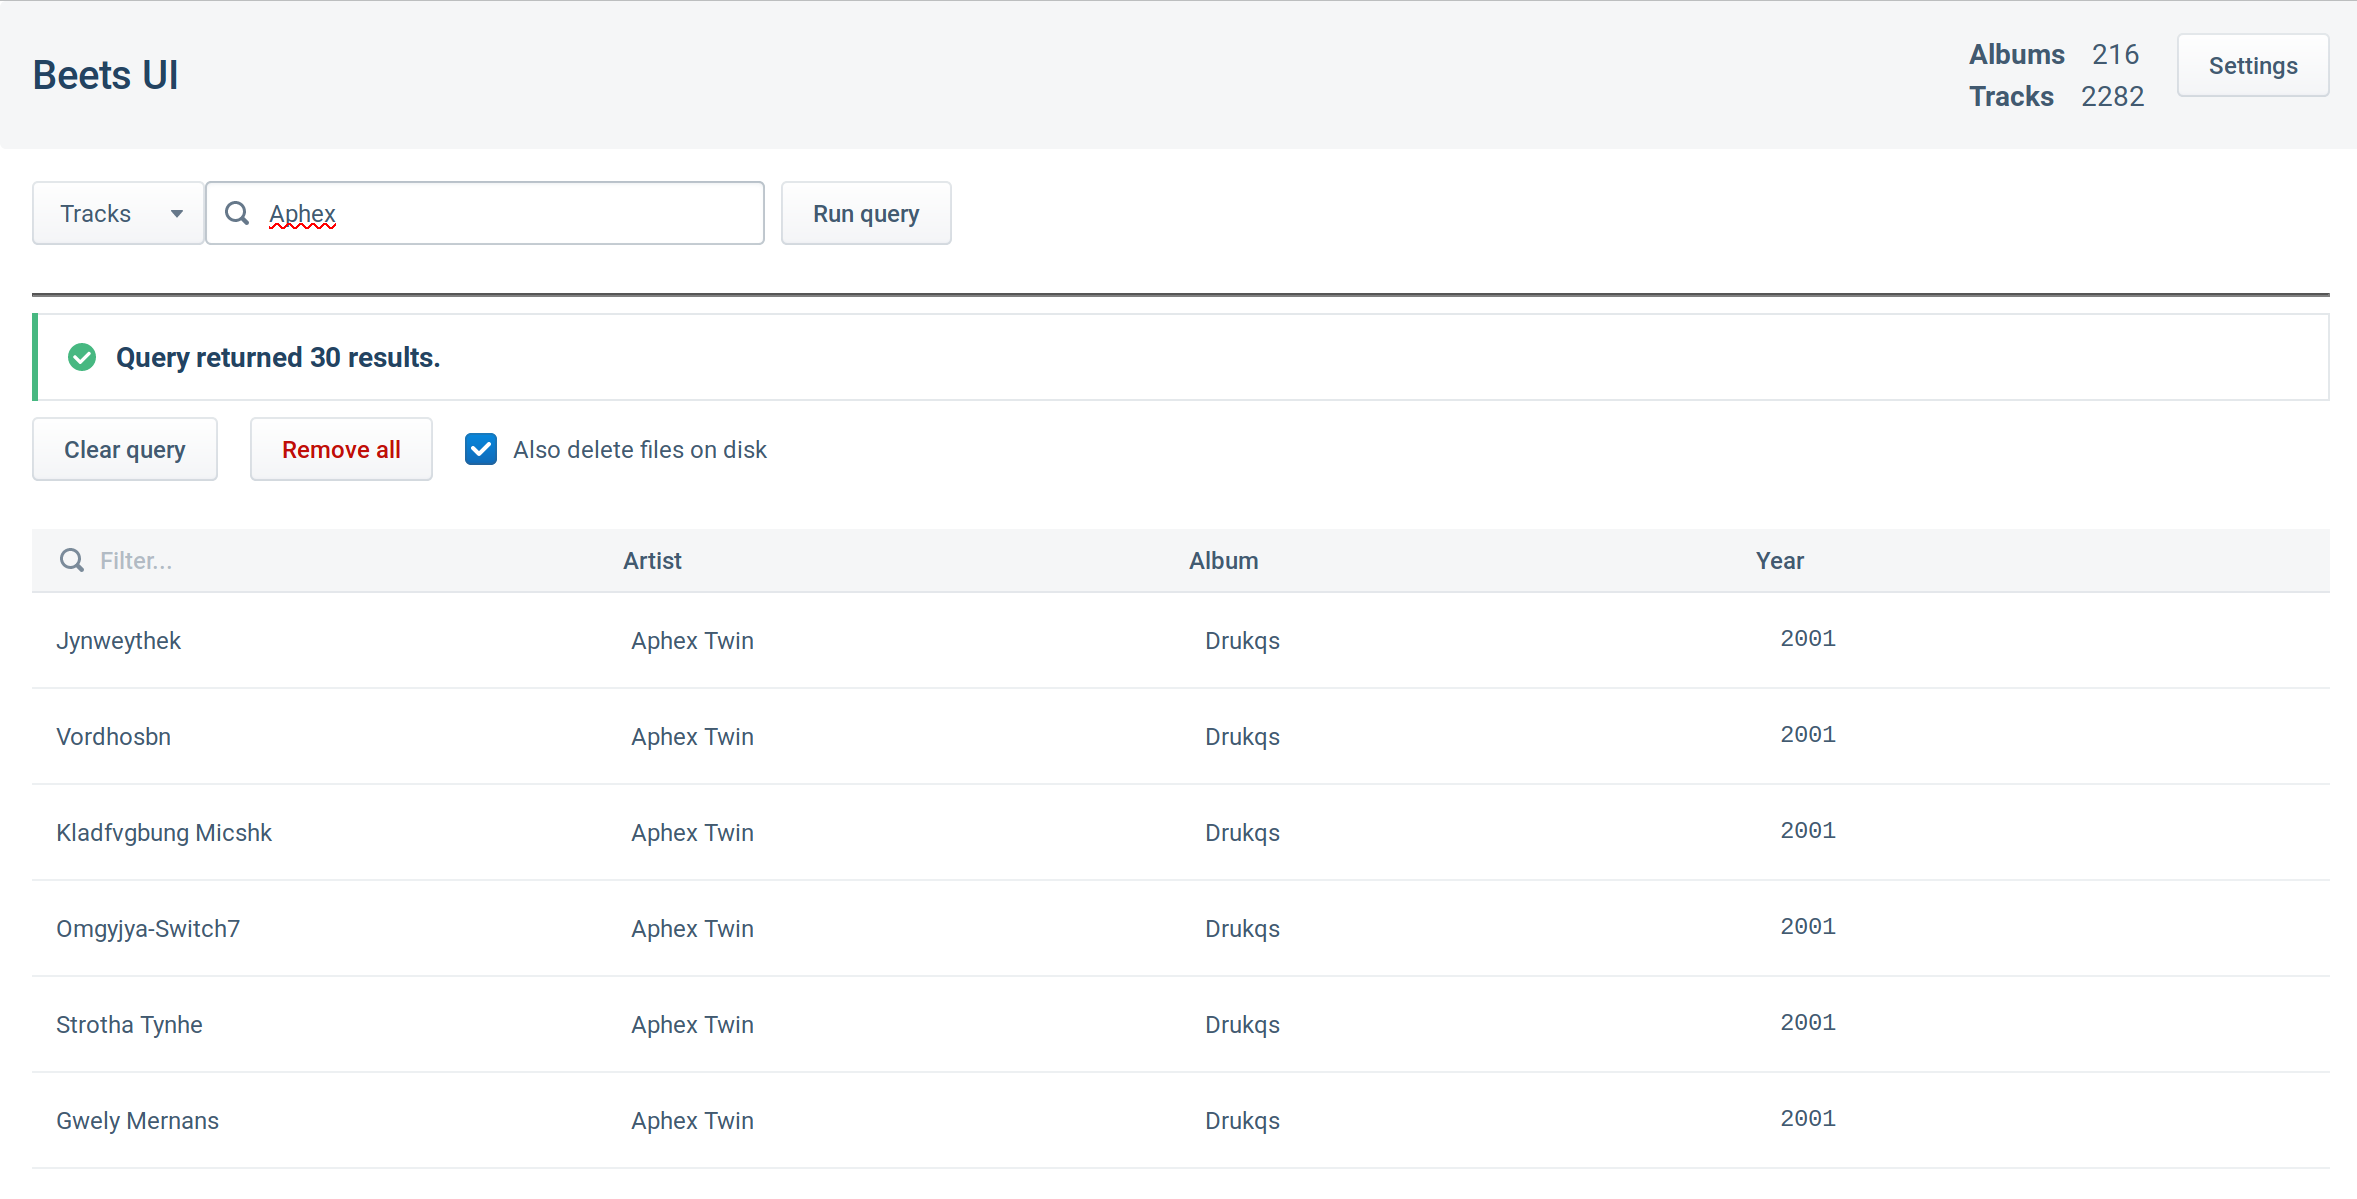 Beets UI
Albums 216
Tracks 2282
Settings
Tracks Aphex Run query
Query returned 30 results.
Clear query Remove all Also delete files on disk
Filter... Artist Album Year
Jynweythek Aphex Twin Drukqs 2001
Vordhosbn Aphex Twin Drukqs 2001
Kladfvgbung Micshk Aphex Twin Drukqs 2001
Omgyjya-Switch7 Aphex Twin Drukqs 2001
Strotha Tynhe Aphex Twin Drukqs 2001
Gwely Mernans Aphex Twin Drukqs 2001